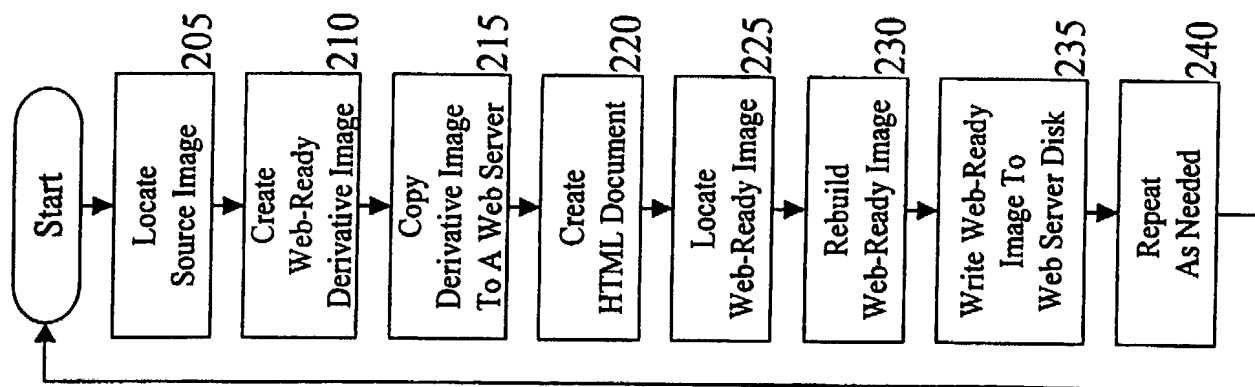 Start
Locate
Source Image
205
Create
Web-Ready
Derivative Image
210
Copy
Derivative Image
To A Web Server
215
Create
HTML Document
220
Locate
Web-Ready Image
225
Rebuild
Web-Ready Image
230
Write Web-Ready
Image To
Web Server Disk
235
Repeat
As Needed
240